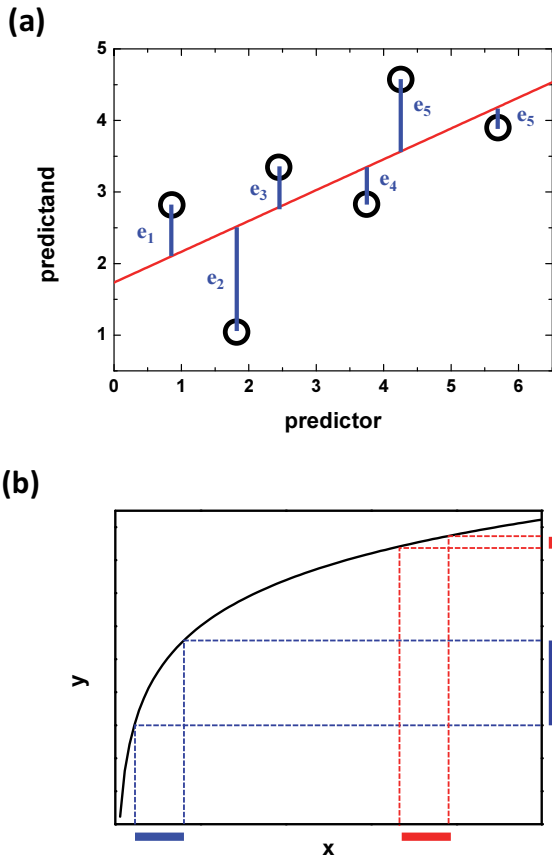 (a)
5
4
3
2
1
predictand
e1
e2
e3
e4
e5
e5
0 1 2 3 4 5 6
predictor
(b)
y
x